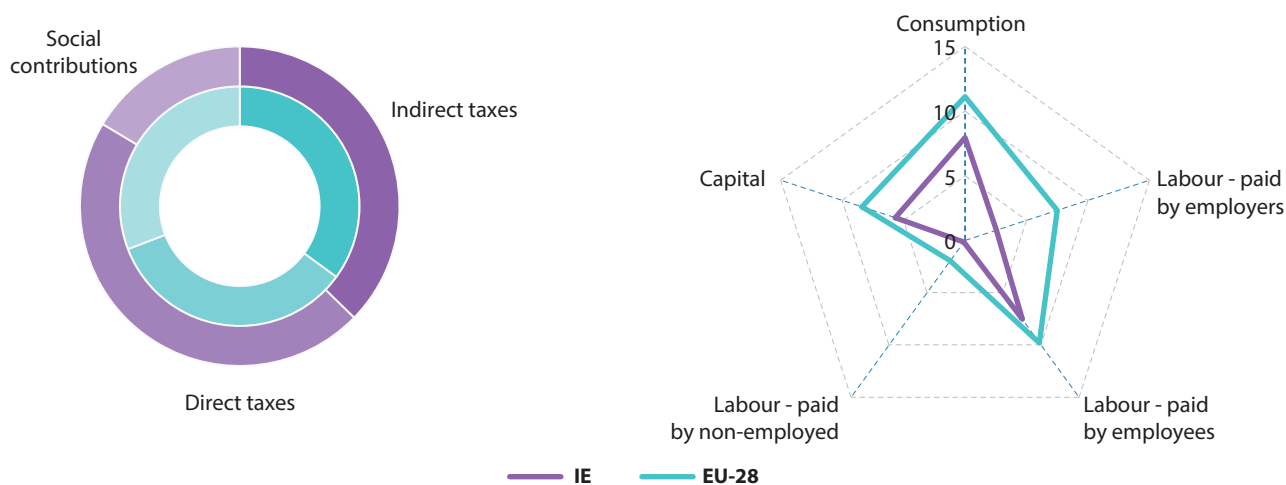 Social
contributions
Indirect taxes
Direct taxes
Consumption
15
10
5
0
Capital
Labour - paid
by employers
Labour - paid
by non-employed
Labour - paid
by employees
IE
EU-28